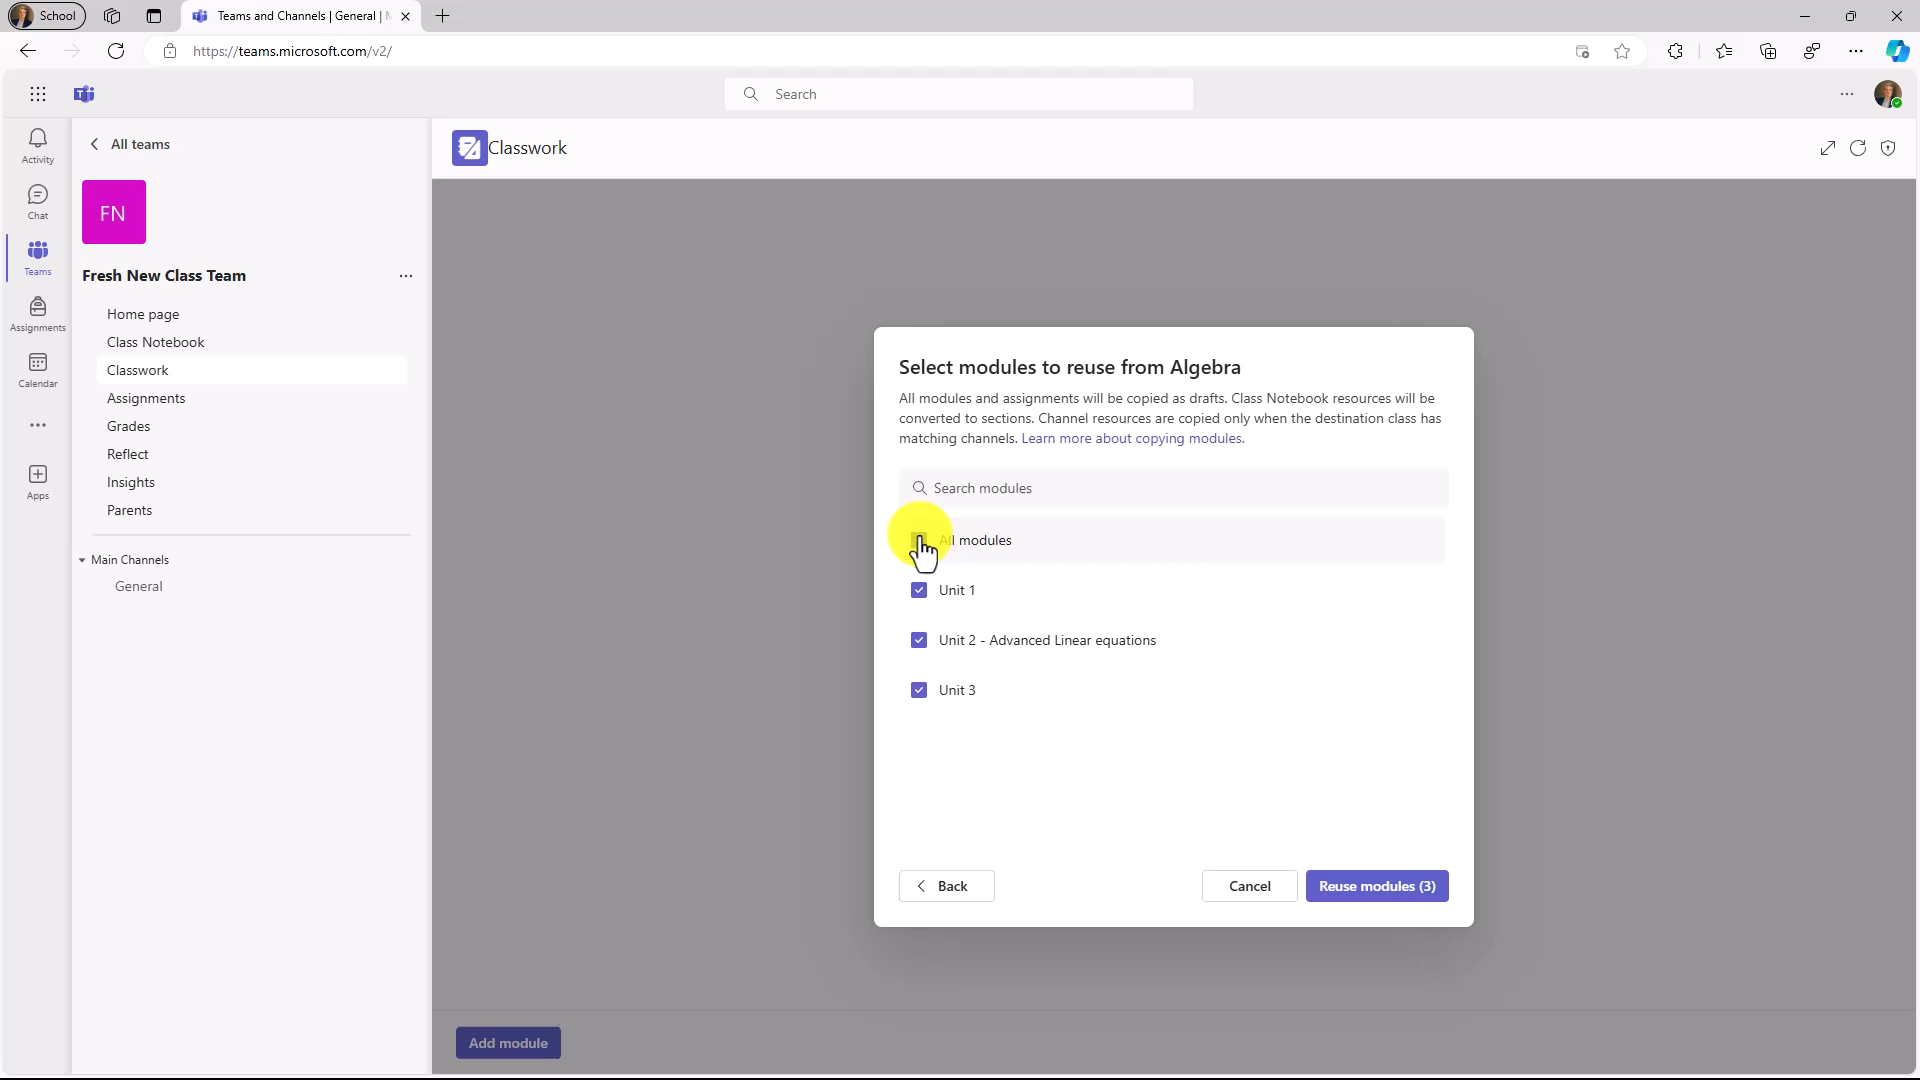 School
Teams and Channels | General |
https://teams.microsoft.com/v2/
Search
Activity
Chat
Teams
Assignments
Calendar
Apps
All teams
FN
Fresh New Class Team
Home page
Class Notebook
Classwork
Assignments
Grades
Reflect
Insights
Parents
Main Channels
General
Classwork
Select modules to reuse from Algebra
All modules and assignments will be copied as drafts. Class Notebook resources will be
converted to sections. Channel resources are copied only when the destination class has
matching channels. Learn more about copying modules.
Search modules
All modules
Unit 1
Unit 2 - Advanced Linear equations
Unit 3
Back
Cancel
Reuse modules (3)
Add module